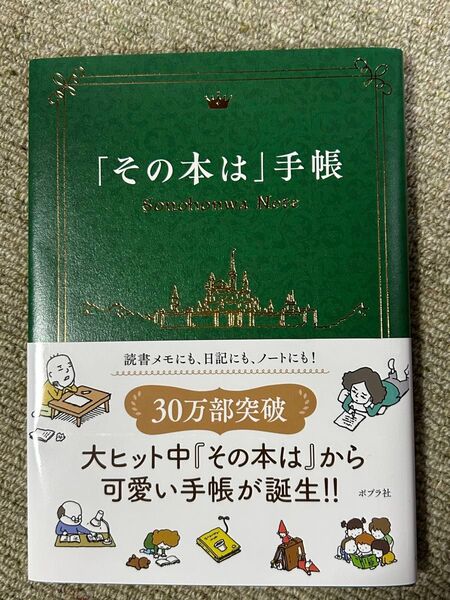 「その本は」手帳
Sonohonwa Note
読書メモにも、日記にも、ノートにも!
30万部突破
大ヒット中『その本は』から
可愛い手帳が誕生!!
ポプラ社